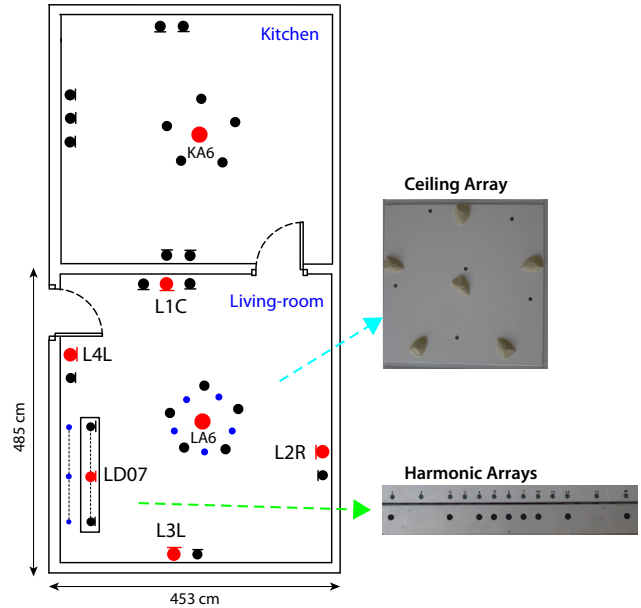 Kitchen
KA6
Ceiling Array
L1C
Living-room
L4L
LA6
L2R
485 cm
LD07
Harmonic Arrays
L3L
453 cm